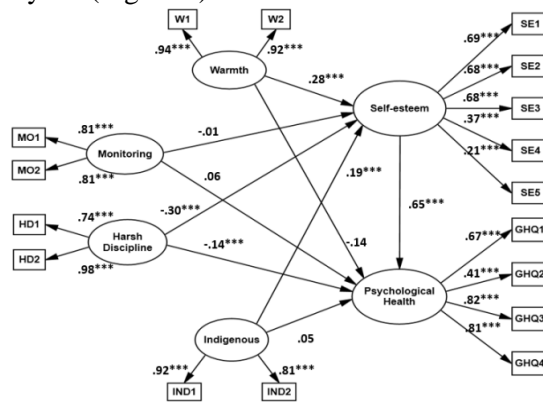 W1
W2
SE1
.94***
.92***
.69***
Warmth
SE2
.68***
.28***
Self-esteem
.68***
SE3
MO1
.81***
-.01
.37***
SE4
Monitoring
.21***
MO2
.81***
.06
.19***
SE5
.74***
-.30***
.65***
HD1
Harsh
Discipline
GHQ1
.67***
HD2
-.14***
-.14
.41***
GHQ2
.98***
Psychological
Health
.82***
GHQ3
Indigenous
.05
.81***
GHQ4
.92***
.81***
IND1
IND2